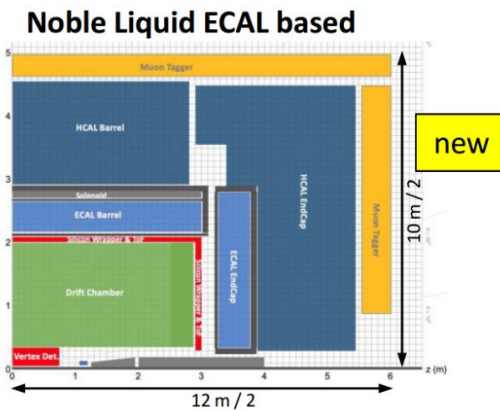 Noble Liquid ECAL based
5
Muon Tagger
4
HCAL Barrel
new
3
Solenoid
HCAL EndCap
10 m / 2
ECAL Barrel
Muon Tagger
2
Silicon Wrapper & ToF
ECAL EndCap
Silicon Wrapper & ToF
Drift Chamber
1
Vertex Det.
0
0 1 2 3 4 5 6 z (m)
12 m / 2